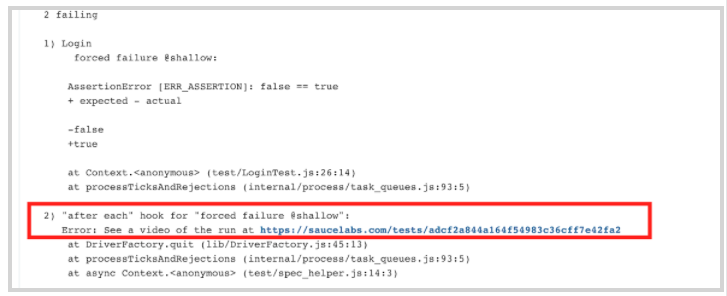 2 failing
1) Login
forced failure @shallow:
AssertionError [ERR_ASSERTION]: false == true
+ expected - actual
-false
+true
at Context.<anonymous> (test/LoginTest.js:26:14)
at processTicksAndRejections (internal/process/task_queues.js:93:5)
2) "after each" hook for "forced failure @shallow":
Error: See a video of the run at https://saucelabs.com/tests/adcf2a844a164f54983c36cff7e42fa2
at DriverFactory.quit (lib/DriverFactory.js:45:13)
at processTicksAndRejections (internal/process/task_queues.js:93:5)
at async Context.<anonymous> (test/spec_helper.js:14:3)